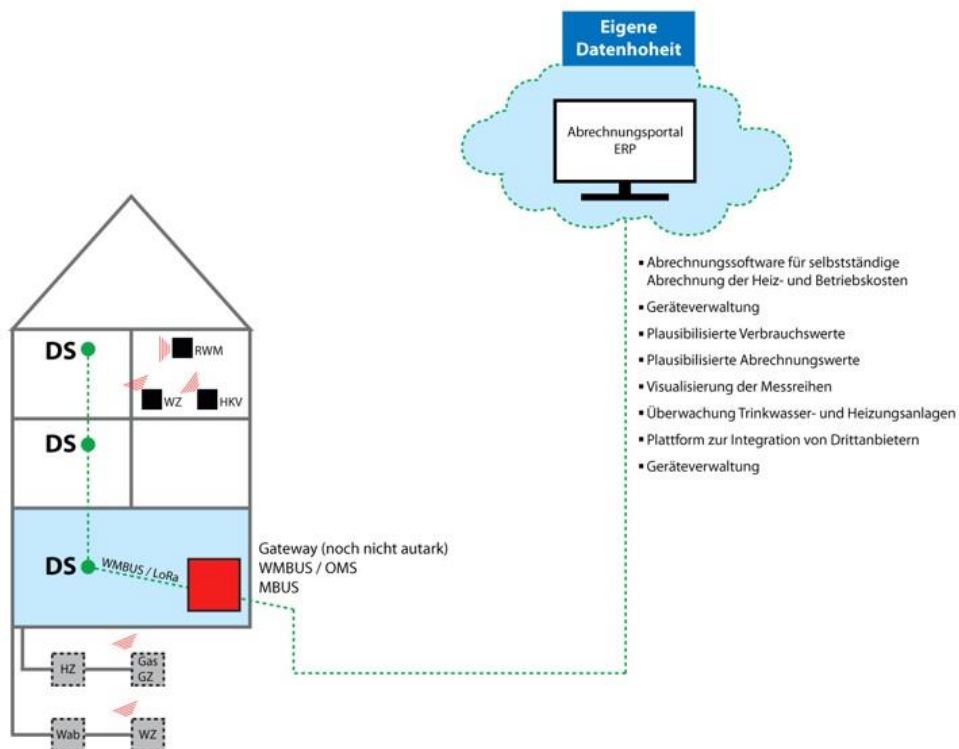 Eigene
Datenhoheit
Abrechnungsportal
ERP
▪ Abrechnungssoftware für selbstständige
Abrechnung der Heiz- und Betriebskosten
▪ Geräteverwaltung
▪ Plausibilisierte Verbrauchswerte
▪ Plausibilisierte Abrechnungswerte
▪ Visualisierung der Messreihen
▪ Überwachung Trinkwasser- und Heizungsanlagen
▪ Plattform zur Integration von Drittanbietern
▪ Geräteverwaltung
DS
RWM
WZ
HKV
DS
DS
WMBUS / LoRa
Gateway (noch nicht autark)
WMBUS / OMS
MBUS
HZ
Gas
GZ
Wab
WZ